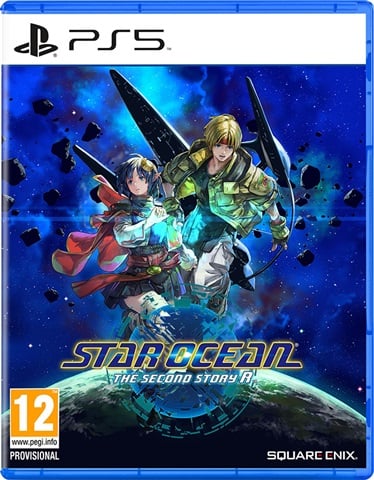 PS5
STAR OCEAN
THE SECOND STORY R
12
www.pegi.info
PROVISIONAL
SQUARE ENIX